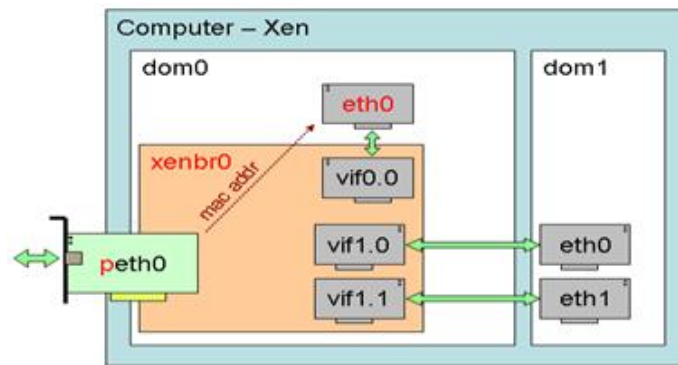 Computer – Xen
dom0
dom1
eth0
xenbr0
mac addr
vif0.0
peth0
vif1.0
eth0
vif1.1
eth1